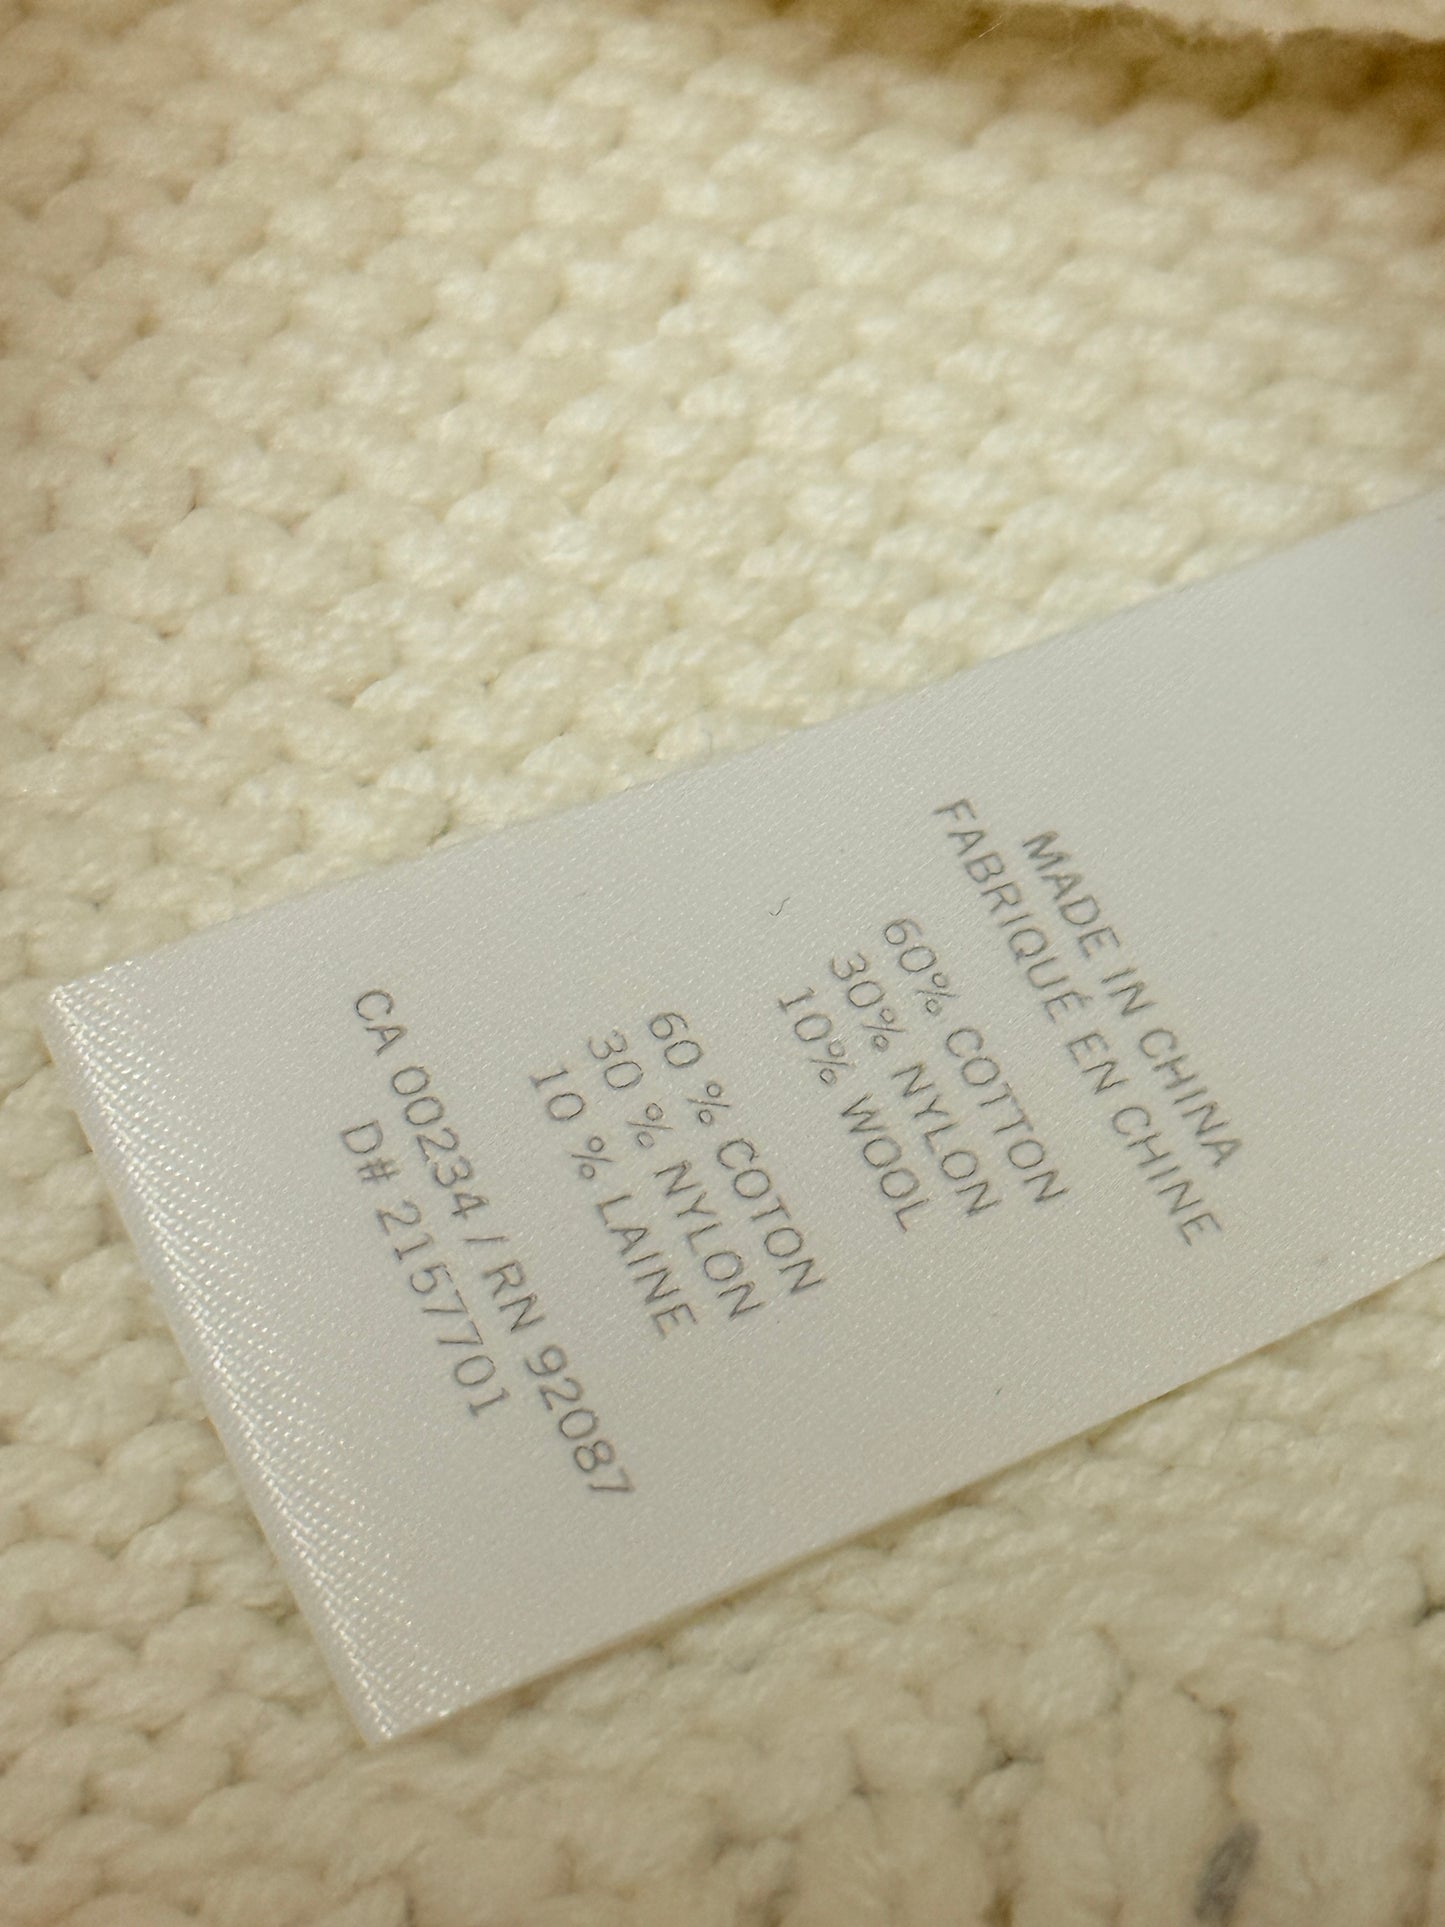 MADE IN CHINA
FABRIQUÉ EN CHINE
60% COTTON
30% NYLON
10% WOOL
60 % COTON
30 % NYLON
10 % LAINE
CA 00234 / RN 92087
D# 2157701